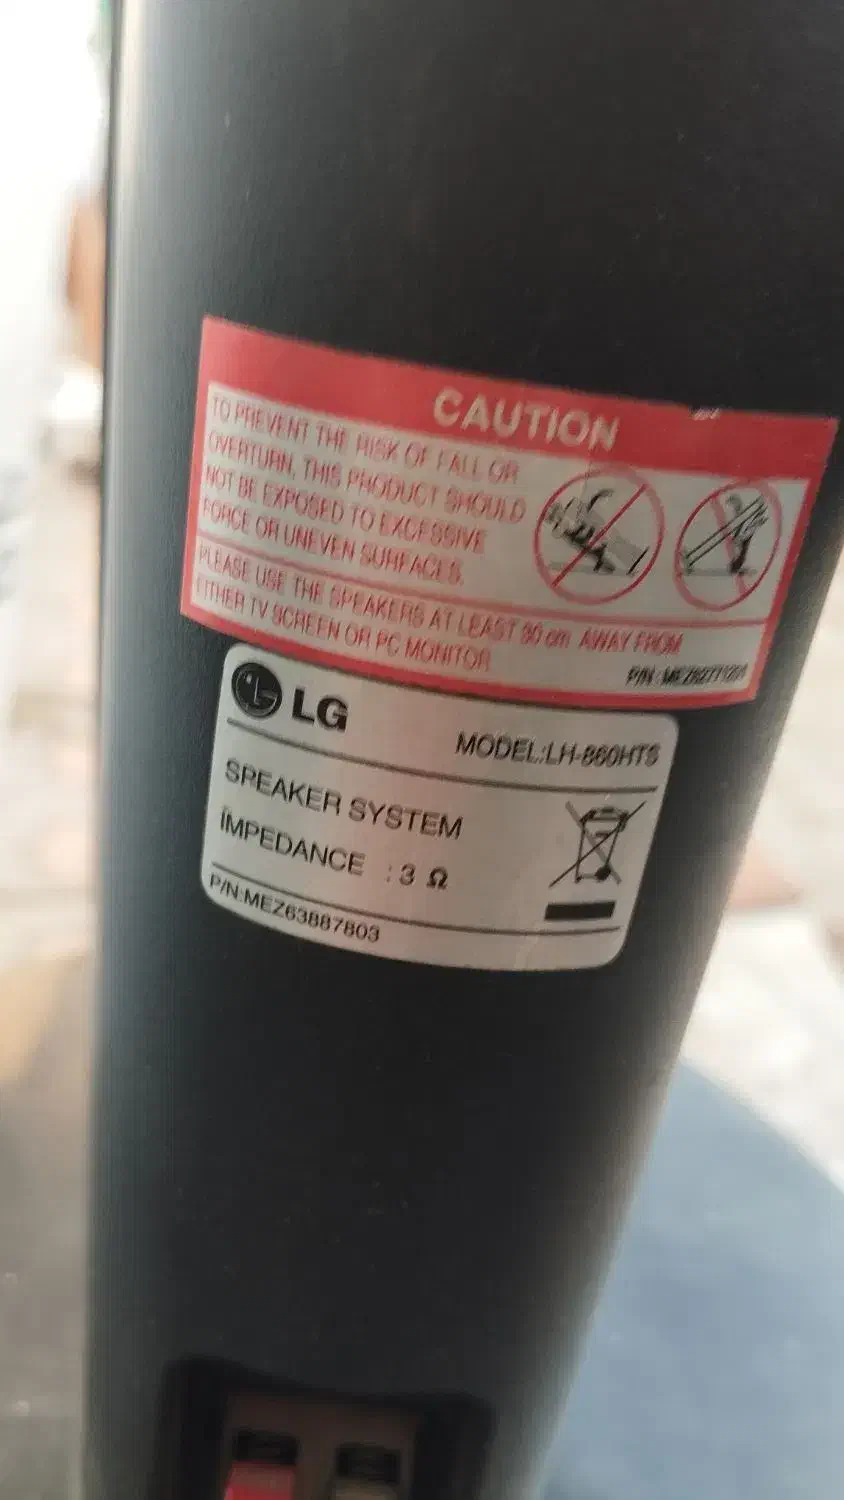 CAUTION
TO PREVENT THE RISK OF FALL OR
OVERTURN, THIS PRODUCT SHOULD
NOT BE EXPOSED TO EXCESSIVE
FORCE OR UNEVEN SURFACES.
PLEASE USE THE SPEAKERS AT LEAST 30 cm AWAY FROM
EITHER TV SCREEN OR PC MONITOR
P/N:
LG
MODEL:LH-860HTS
SPEAKER SYSTEM
IMPEDANCE : 3 Ω
P/N:MEZ63887803